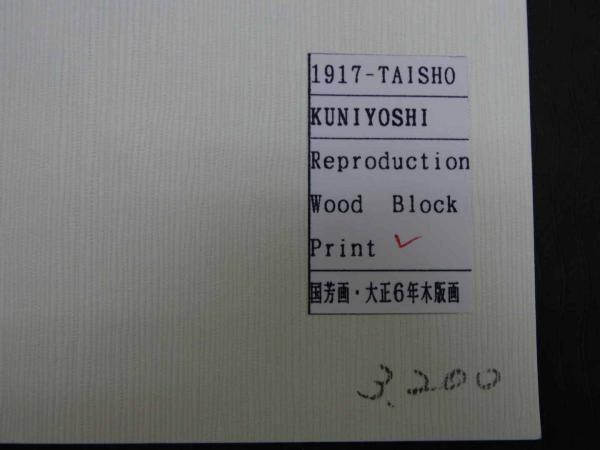 1917-TAISHO
KUNIYOSHI
Reproduction
Wood Block
Print ✓
国芳画・大正6年木版画
3,200